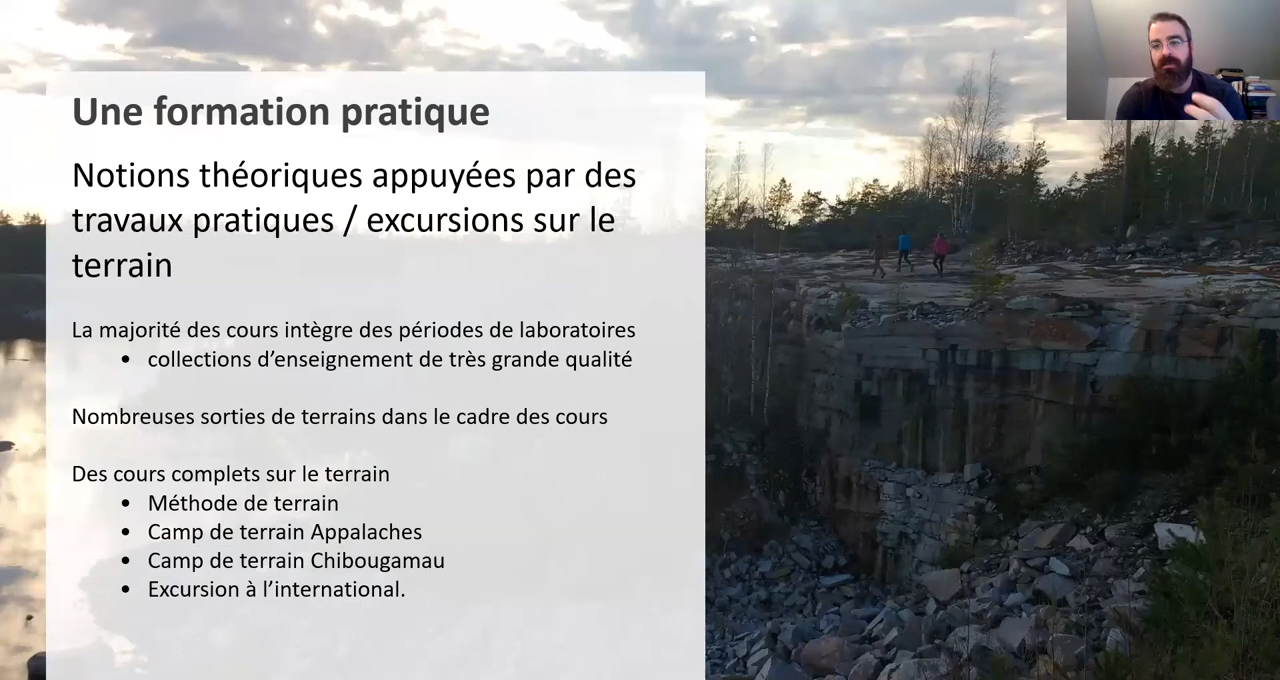 Une formation pratique
Notions théoriques appuyées par des
travaux pratiques / excursions sur le
terrain
La majorité des cours intègre des périodes de laboratoires
• collections d’enseignement de très grande qualité
Nombreuses sorties de terrains dans le cadre des cours
Des cours complets sur le terrain
• Méthode de terrain
• Camp de terrain Appalaches
• Camp de terrain Chibougamau
• Excursion à l’international.